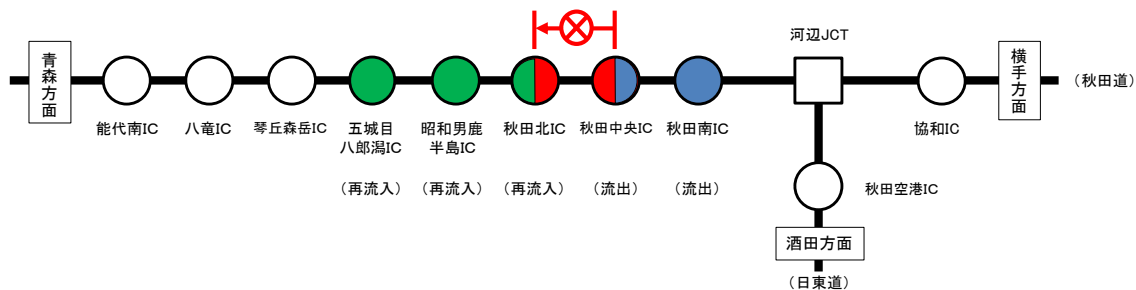 河辺JCT
青森方面
横手方面
（秋田道）
能代南IC
八竜IC
琴丘森岳IC
五城目
八郎潟IC
昭和男鹿
半島IC
秋田北IC
秋田中央IC
秋田南IC
協和IC
（再流入）
（再流入）
（再流入）
（流出）
（流出）
秋田空港IC
酒田方面
（日東道）